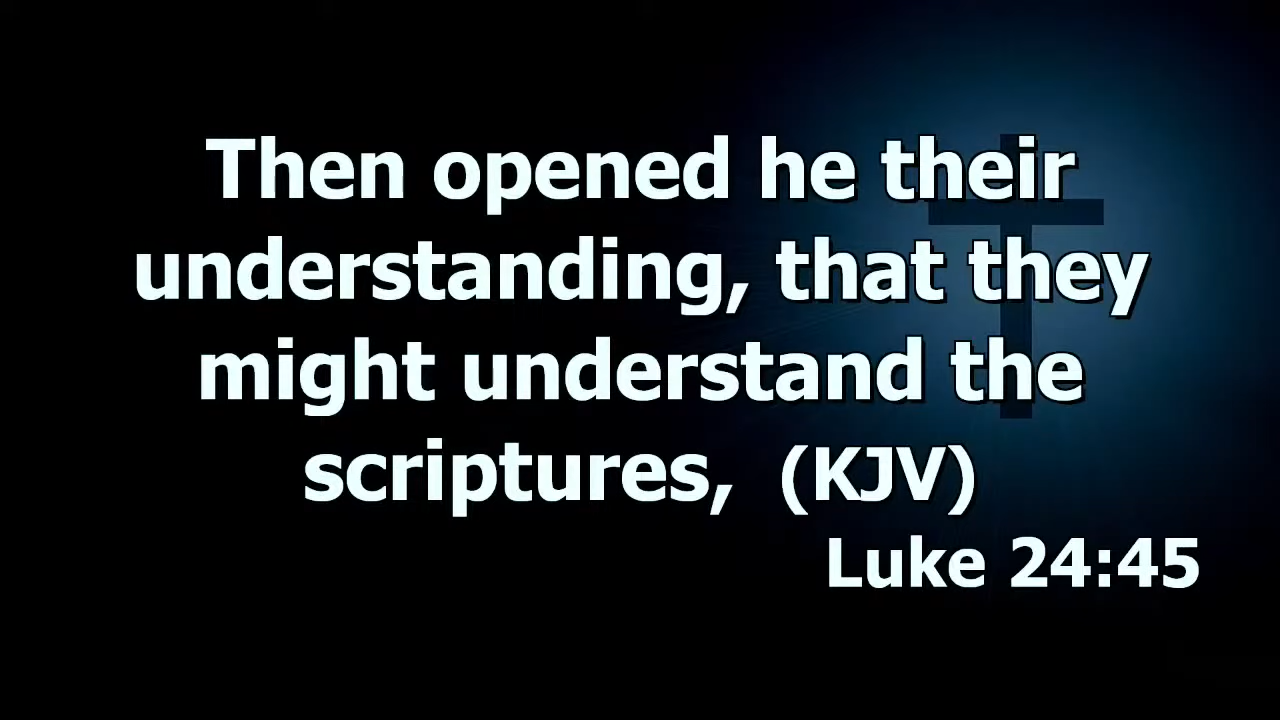 Then opened he their
understanding, that they
might understand the
scriptures, (KJV)
Luke 24:45